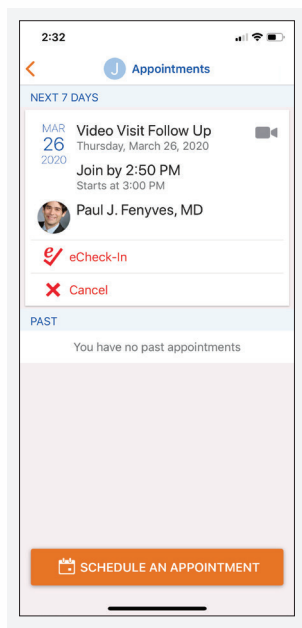 2:32
J Appointments
NEXT 7 DAYS
MAR
26
2020
Video Visit Follow Up
Thursday, March 26, 2020
Join by 2:50 PM
Starts at 3:00 PM
Paul J. Fenyves, MD
eCheck-In
Cancel
PAST
You have no past appointments
SCHEDULE AN APPOINTMENT